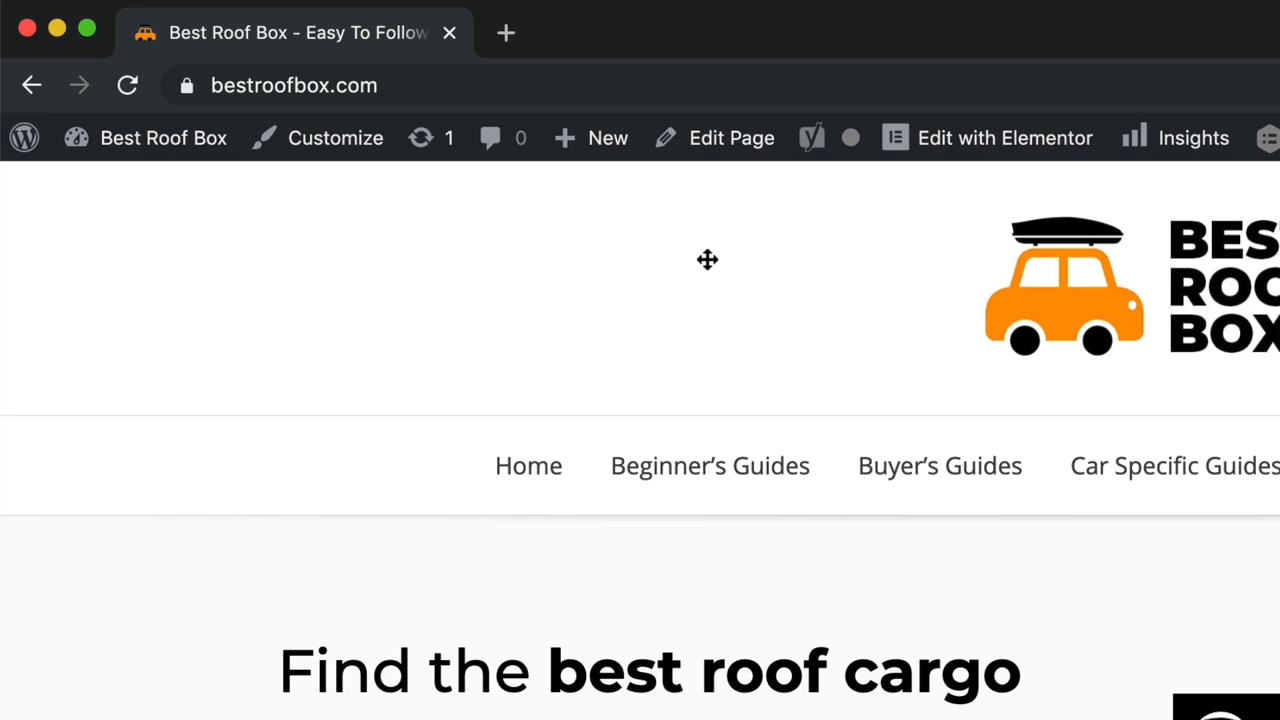 Best Roof Box - Easy To Follow
bestroofbox.com
Best Roof Box Customize 1 0 New Edit Page Edit with Elementor Insights
BEST
ROO
BOX
Home Beginner’s Guides Buyer’s Guides Car Specific Guides
Find the best roof cargo